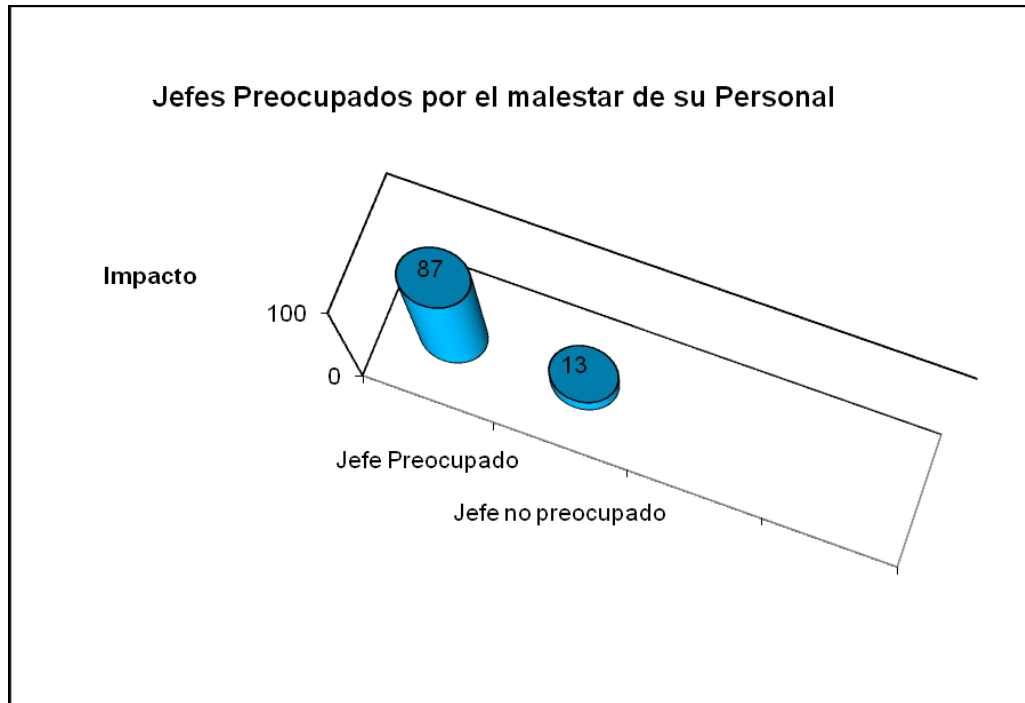 Jefes Preocupados por el malestar de su Personal
Impacto
87
100
13
0
Jefe Preocupado
Jefe no preocupado